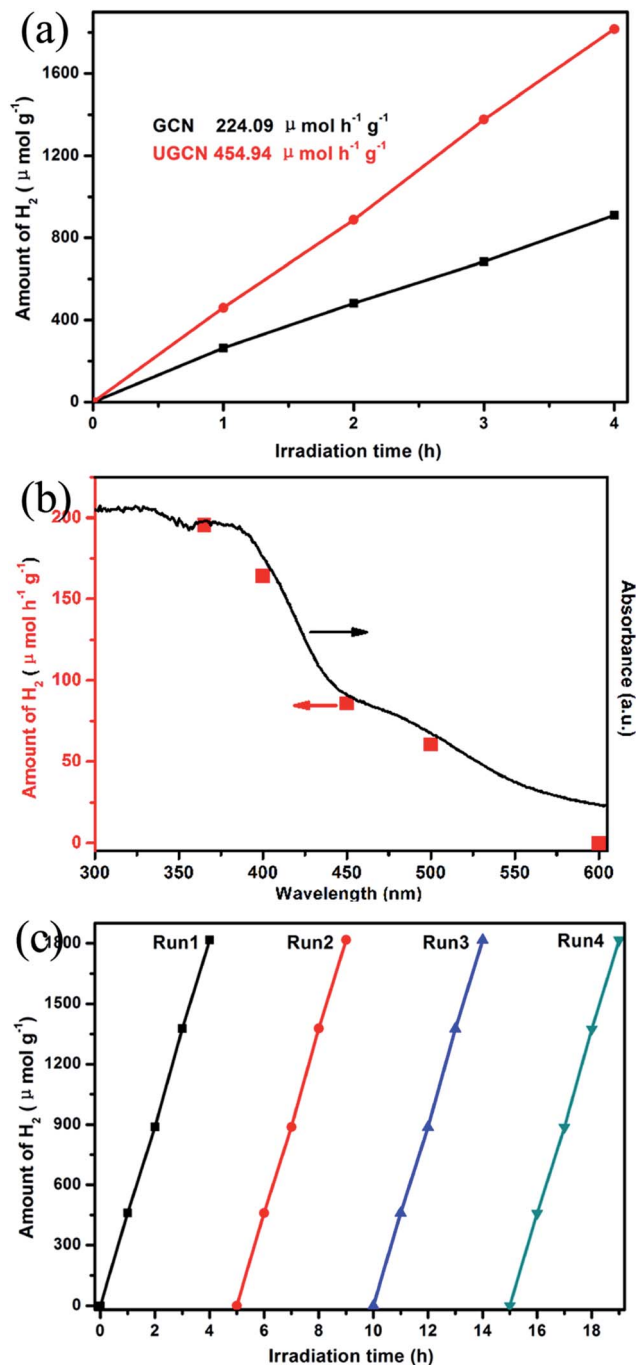 (a)
Amount of H2 ( μ mol g-1)
1800
1400
800
400
0
GCN 224.09 μ mol h-1 g-1
UGCN 454.94 μ mol h-1 g-1
0 1 2 3 4
Irradiation time (h)
(b)
Amount of H2 ( μ mol h-1 g-1)
200
150
100
50
0
Absorbance (a.u.)
300 350 400 450 500 550 600
Wavelength (nm)
(c)
Amount of H2 ( μ mol g-1)
1800
1500
900
600
300
0
Run1 Run2 Run3 Run4
0 2 4 6 8 10 12 14 16 18
Irradiation time (h)